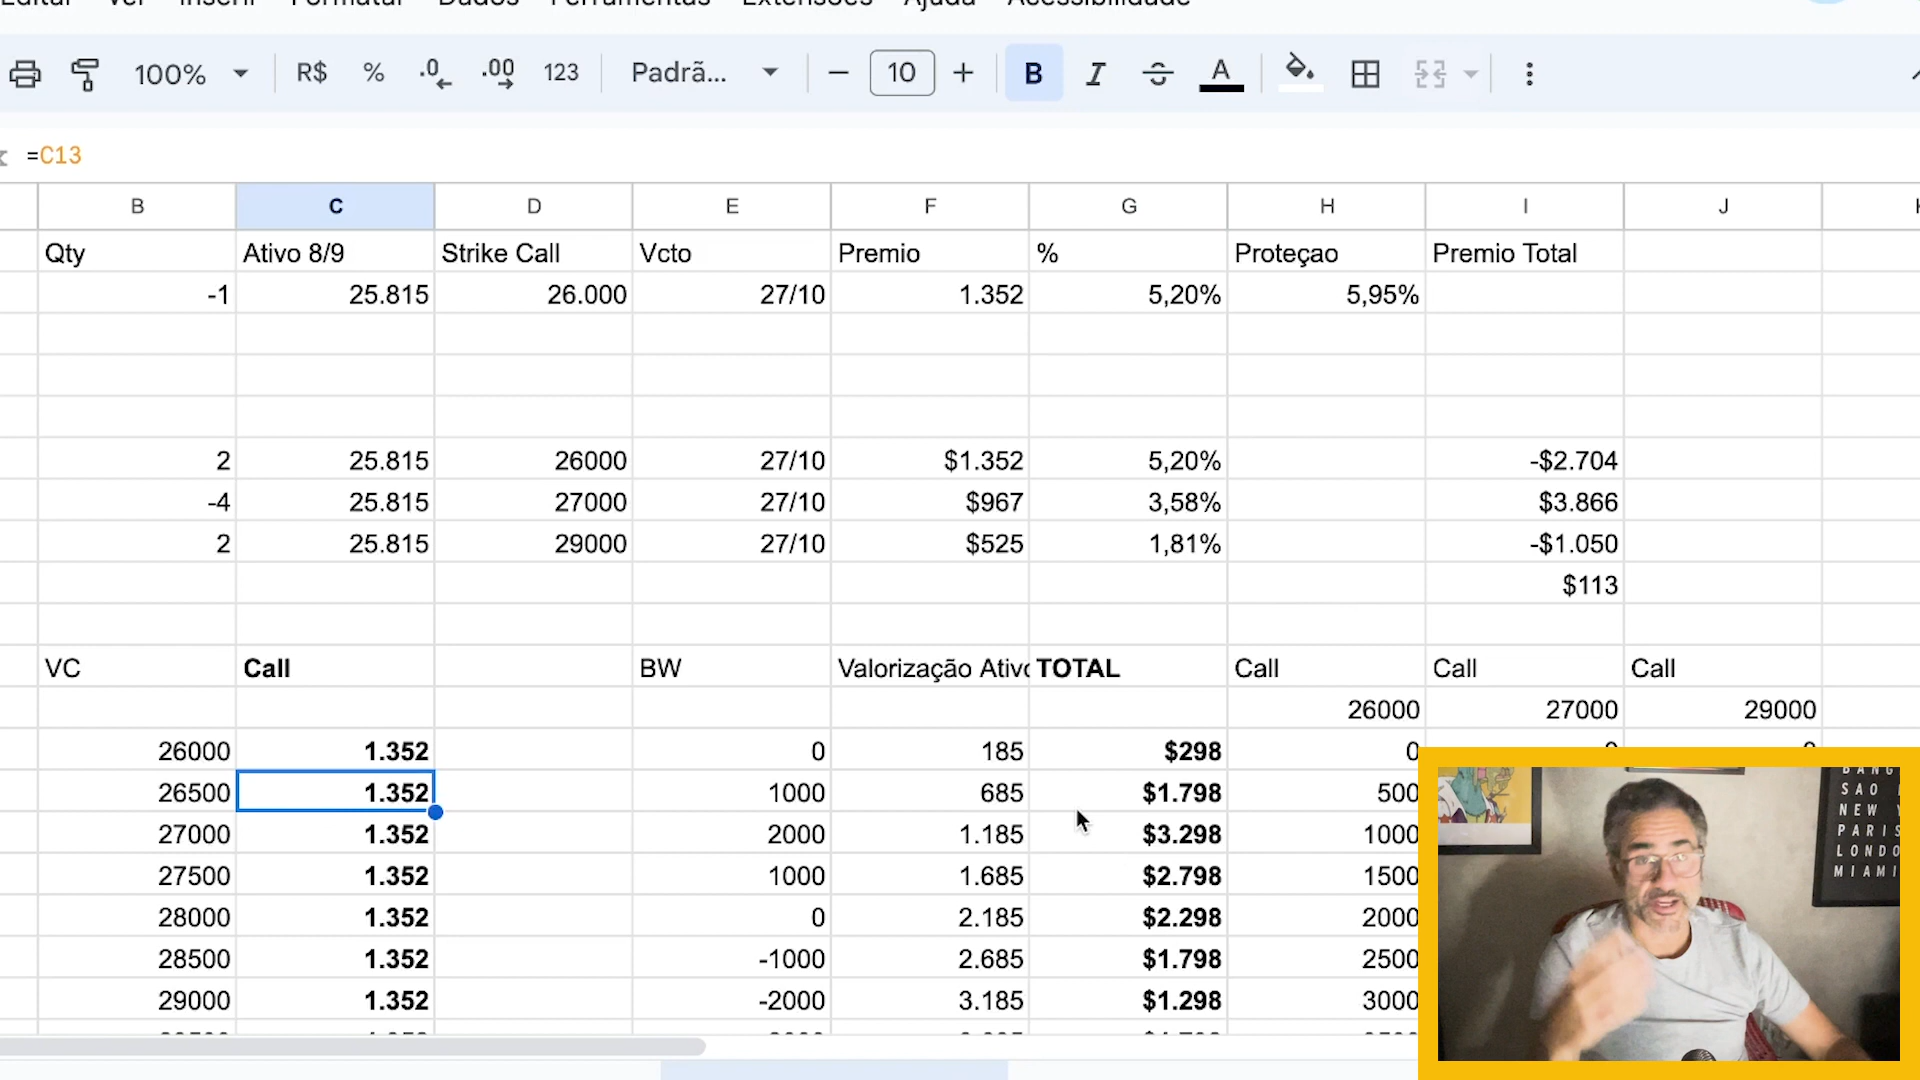 Editar Ver Inserir Formatar Dados Ferramentas Extensões Ajuda Acessibilidade
100% R$ % .0 .00 123 Padrã... − 10 + B I S A
=C13
B C D E F G H I J
Qty Ativo 8/9 Strike Call Vcto Premio % Proteçao Premio Total
-1 25.815 26.000 27/10 1.352 5,20% 5,95%
2 25.815 26000 27/10 $1.352 5,20% -$2.704
-4 25.815 27000 27/10 $967 3,58% $3.866
2 25.815 29000 27/10 $525 1,81% -$1.050
$113
VC Call BW Valorização Ativo TOTAL Call Call Call
26000 27000 29000
26000 1.352 0 185 $298 0
26500 1.352 1000 685 $1.798 500
27000 1.352 2000 1.185 $3.298 1000
27500 1.352 1000 1.685 $2.798 1500
28000 1.352 0 2.185 $2.298 2000
28500 1.352 -1000 2.685 $1.798 2500
29000 1.352 -2000 3.185 $1.298 3000
BANG
SAO
NEW Y
PARIS
LONDO
MIAMI